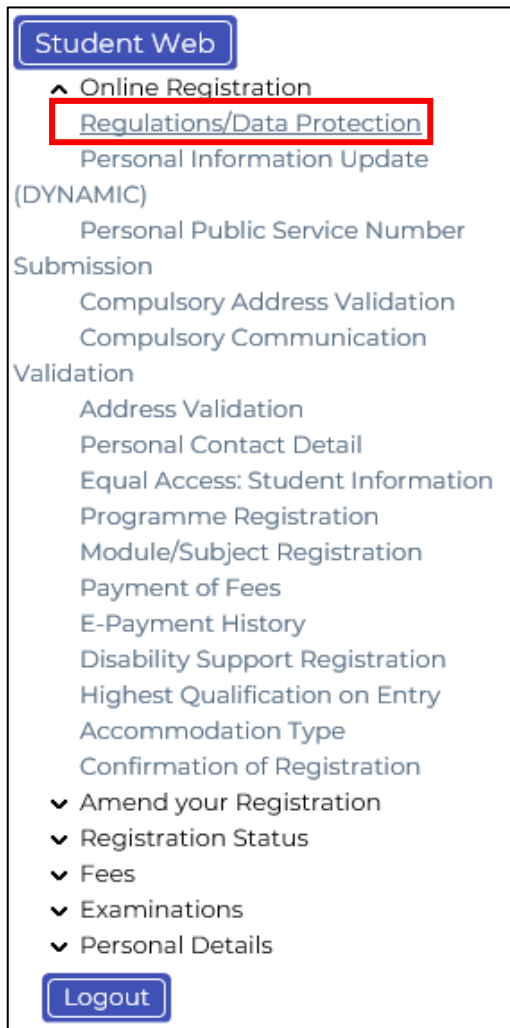 Student Web
Online Registration
Regulations/Data Protection
Personal Information Update
(DYNAMIC)
Personal Public Service Number
Submission
Compulsory Address Validation
Compulsory Communication
Validation
Address Validation
Personal Contact Detail
Equal Access: Student Information
Programme Registration
Module/Subject Registration
Payment of Fees
E-Payment History
Disability Support Registration
Highest Qualification on Entry
Accommodation Type
Confirmation of Registration
Amend your Registration
Registration Status
Fees
Examinations
Personal Details
Logout